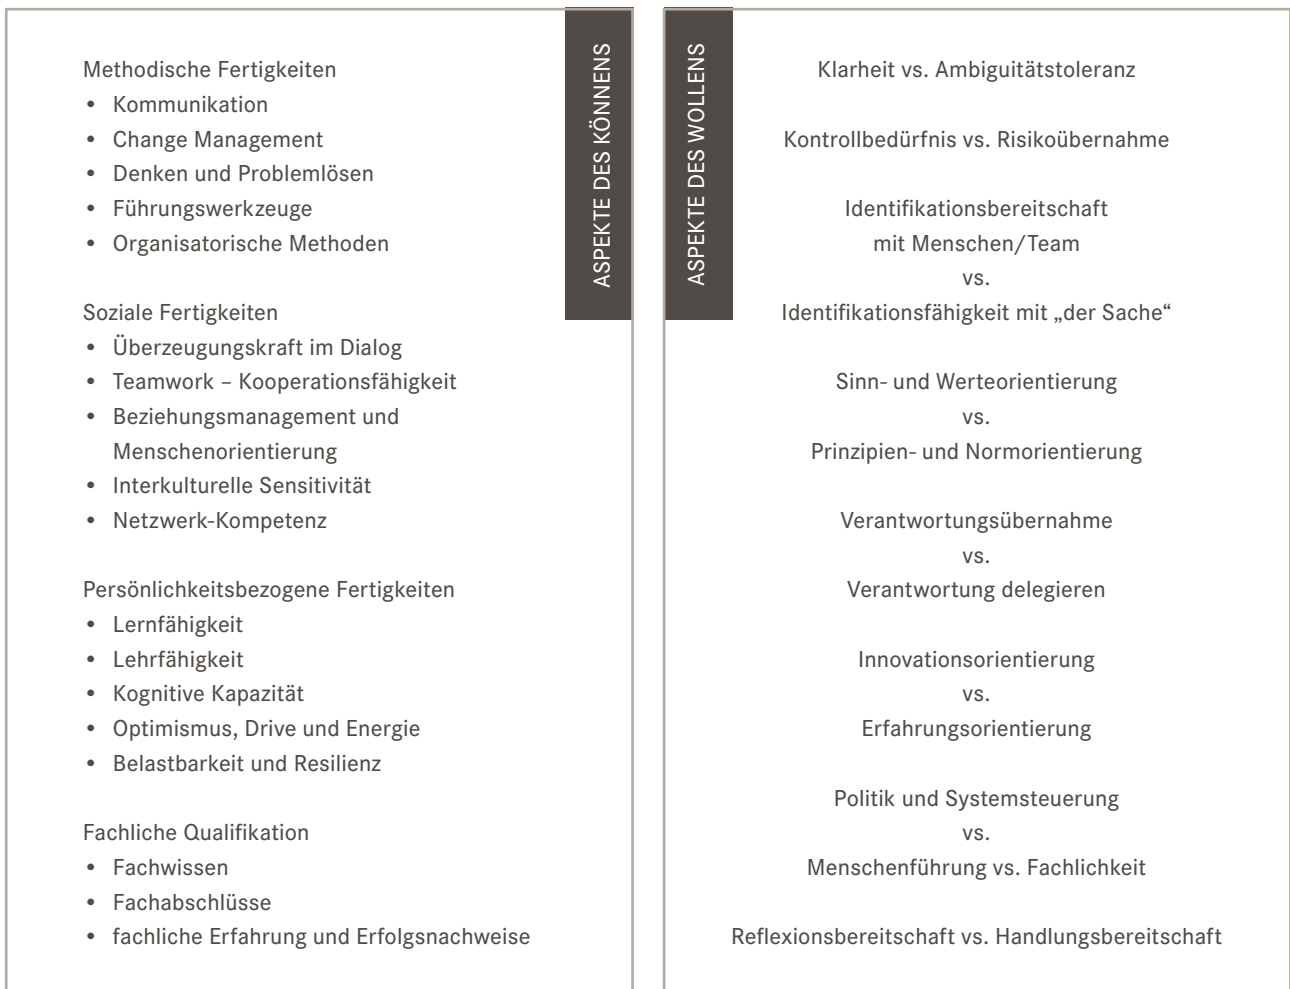 ASPEKTE DES KÖNNENS
Methodische Fertigkeiten
• Kommunikation
• Change Management
• Denken und Problemlösen
• Führungswerkzeuge
• Organisatorische Methoden
Soziale Fertigkeiten
• Überzeugungskraft im Dialog
• Teamwork – Kooperationsfähigkeit
• Beziehungsmanagement und
Menschenorientierung
• Interkulturelle Sensitivität
• Netzwerk-Kompetenz
Persönlichkeitsbezogene Fertigkeiten
• Lernfähigkeit
• Lehrfähigkeit
• Kognitive Kapazität
• Optimismus, Drive und Energie
• Belastbarkeit und Resilienz
Fachliche Qualifikation
• Fachwissen
• Fachabschlüsse
• fachliche Erfahrung und Erfolgsnachweise
ASPEKTE DES WOLLENS
Klarheit vs. Ambiguitätstoleranz
Kontrollbedürfnis vs. Risikoübernahme
Identifikationsbereitschaft
mit Menschen/Team
vs.
Identifikationsfähigkeit mit „der Sache“
Sinn- und Werteorientierung
vs.
Prinzipien- und Normorientierung
Verantwortungsübernahme
vs.
Verantwortung delegieren
Innovationsorientierung
vs.
Erfahrungsorientierung
Politik und Systemsteuerung
vs.
Menschenführung vs. Fachlichkeit
Reflexionsbereitschaft vs. Handlungsbereitschaft